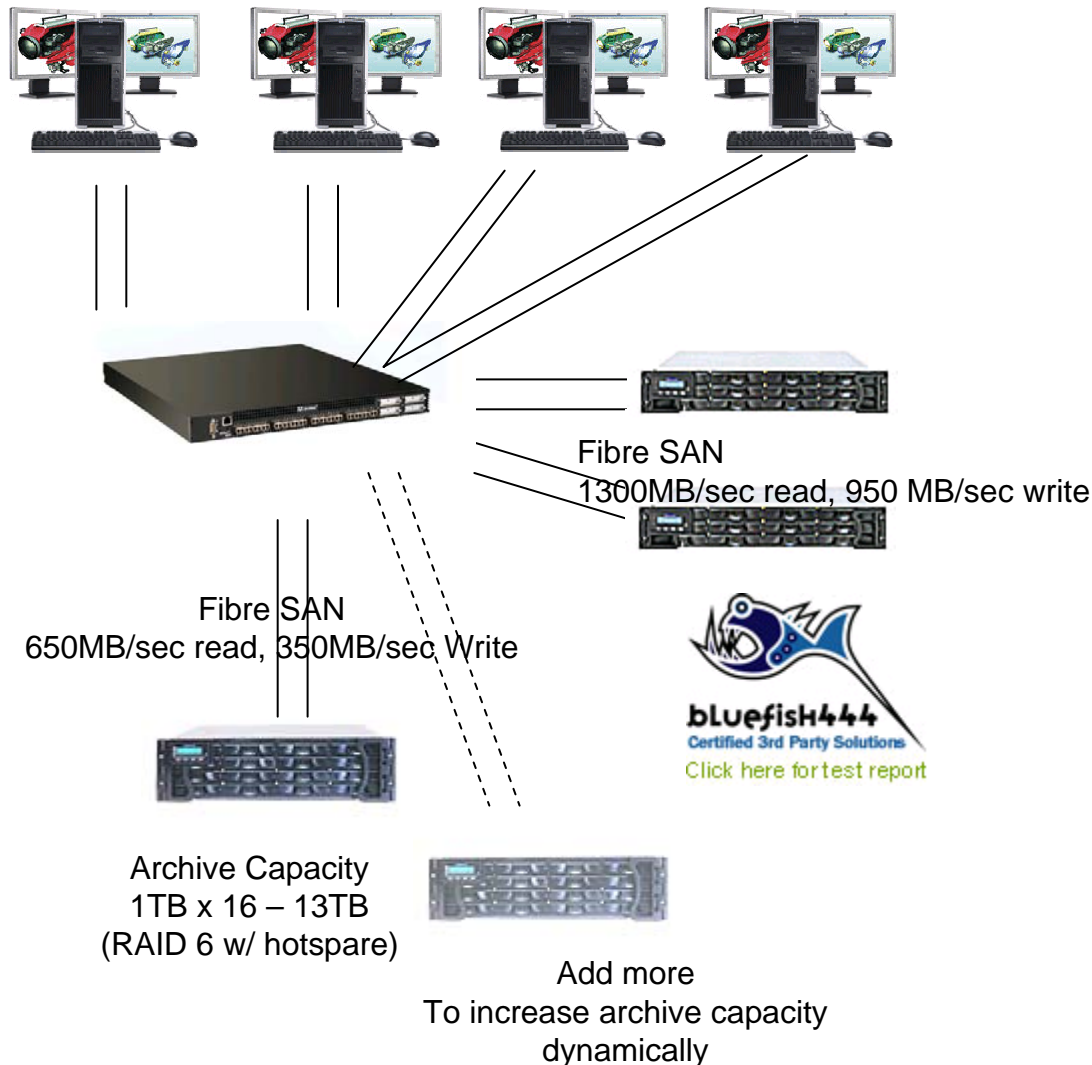 Fibre SAN
1300MB/sec read, 950 MB/sec write
Fibre SAN
650MB/sec read, 350MB/sec Write
bluefish444
Certified 3rd Party Solutions
Click here for test report
Archive Capacity
1TB x 16 – 13TB
(RAID 6 w/ hotspare)
Add more
To increase archive capacity
dynamically